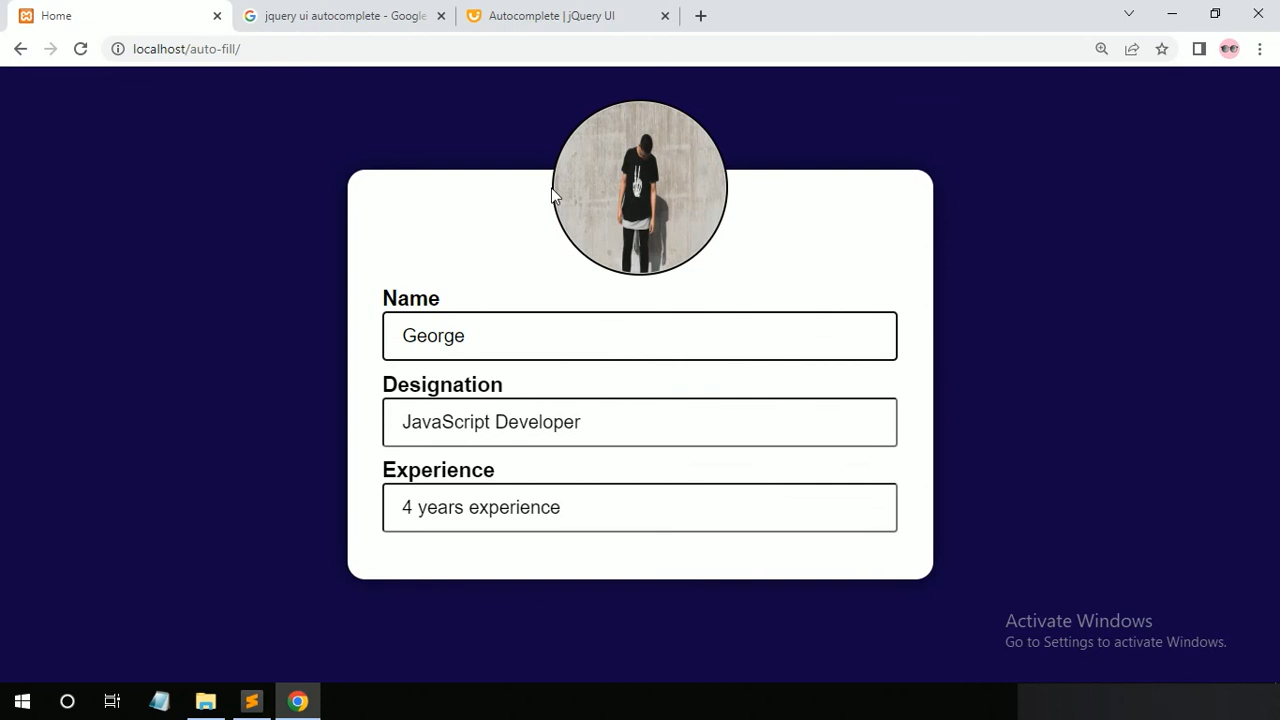 Home
jquery ui autocomplete - Google
Autocomplete | jQuery UI
localhost/auto-fill/
Name
George
Designation
JavaScript Developer
Experience
4 years experience
Activate Windows
Go to Settings to activate Windows.